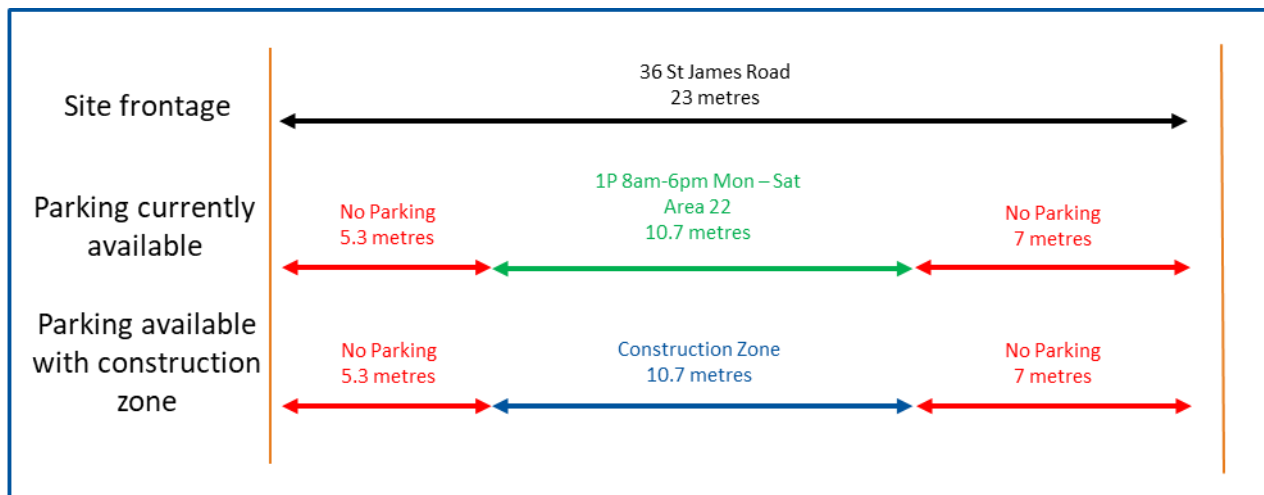 36 St James Road
23 metres
Site frontage
1P 8am-6pm Mon – Sat
Area 22
10.7 metres
No Parking
5.3 metres
No Parking
7 metres
Parking currently
available
Parking available
with construction
zone
No Parking
5.3 metres
Construction Zone
10.7 metres
No Parking
7 metres